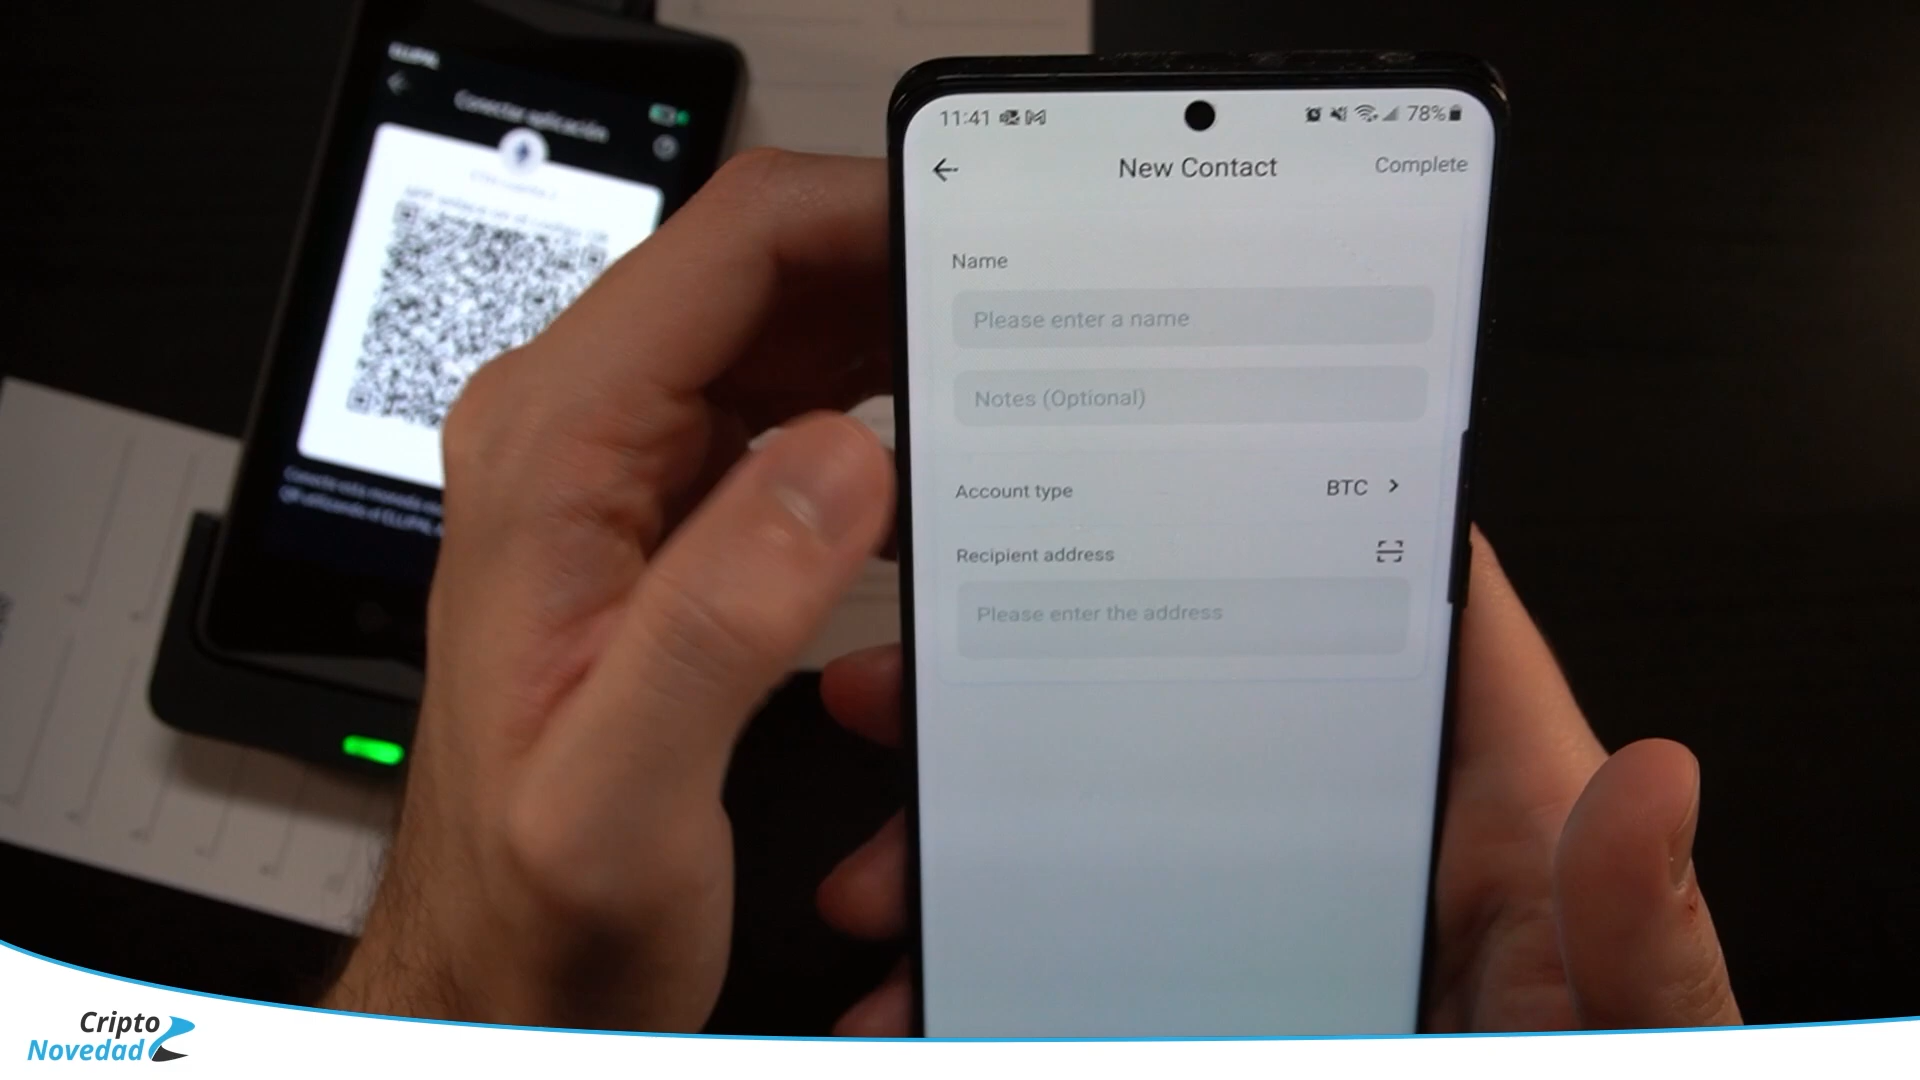 ELLIPAL
Conectar aplicación
11:41
78%
New Contact
Complete
Name
Please enter a name
Notes (Optional)
Account type
BTC
Recipient address
Please enter the address
Cripto
Novedad